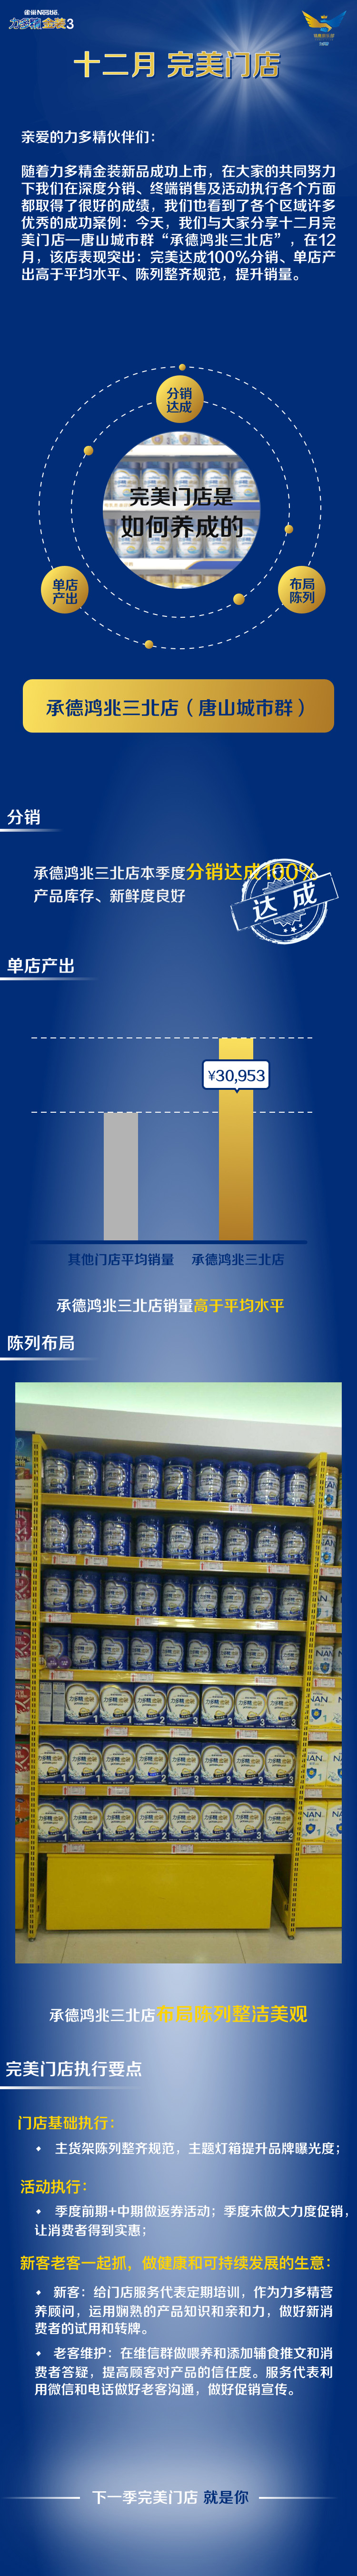 雀巢Nestlé
力多精 金装3
十二月 完美门店
亲爱的力多精伙伴们：
随着力多精金装新品成功上市，在大家的共同努力
下我们在深度分销、终端销售及活动执行各个方面
都取得了很好的成绩，我们也看到了各个区域许多
优秀的成功案例：今天，我们与大家分享十二月完
美门店—唐山城市群“承德鸿兆三北店”，在12
月，该店表现突出：完美达成100%分销、单店产
出高于平均水平、陈列整齐规范，提升销量。
分销
达成
完美门店是
如何养成的
单店
产出
布局
陈列
承德鸿兆三北店（唐山城市群）
分销
承德鸿兆三北店本季度分销达成100%
产品库存、新鲜度良好
达成
单店产出
¥30,953
其他门店平均销量 承德鸿兆三北店
承德鸿兆三北店销量高于平均水平
陈列布局
承德鸿兆三北店布局陈列整洁美观
完美门店执行要点
门店基础执行：
◆ 主货架陈列整齐规范，主题灯箱提升品牌曝光度；
活动执行：
◆ 季度前期+中期做返券活动；季度末做大力度促销，
让消费者得到实惠；
新客老客一起抓，做健康和可持续发展的生意：
◆ 新客：给门店服务代表定期培训，作为力多精营
养顾问，运用娴熟的产品知识和亲和力，做好新消
费者的试用和转牌。
◆ 老客维护：在维信群做喂养和添加辅食推文和消
费者答疑，提高顾客对产品的信任度。服务代表利
用微信和电话做好老客沟通，做好促销宣传。
下一季完美门店 就是你